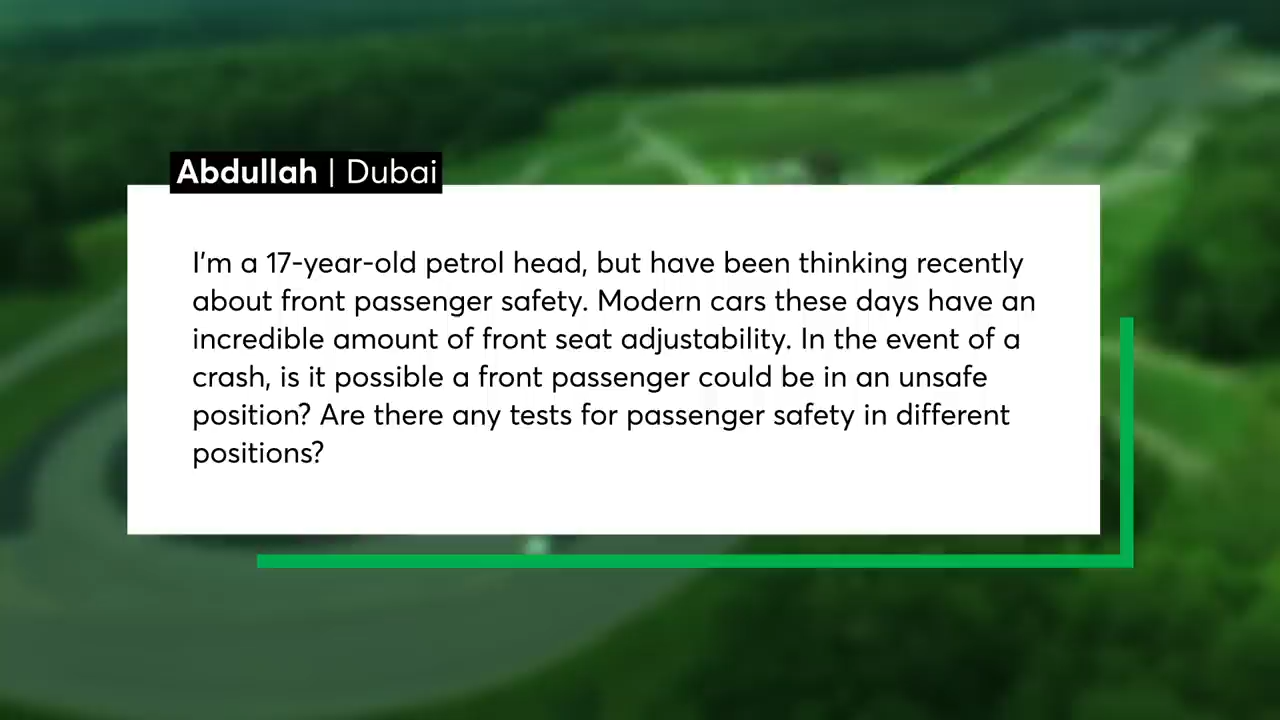 Abdullah | Dubai
I'm a 17-year-old petrol head, but have been thinking recently
about front passenger safety. Modern cars these days have an
incredible amount of front seat adjustability. In the event of a
crash, is it possible a front passenger could be in an unsafe
position? Are there any tests for passenger safety in different
positions?